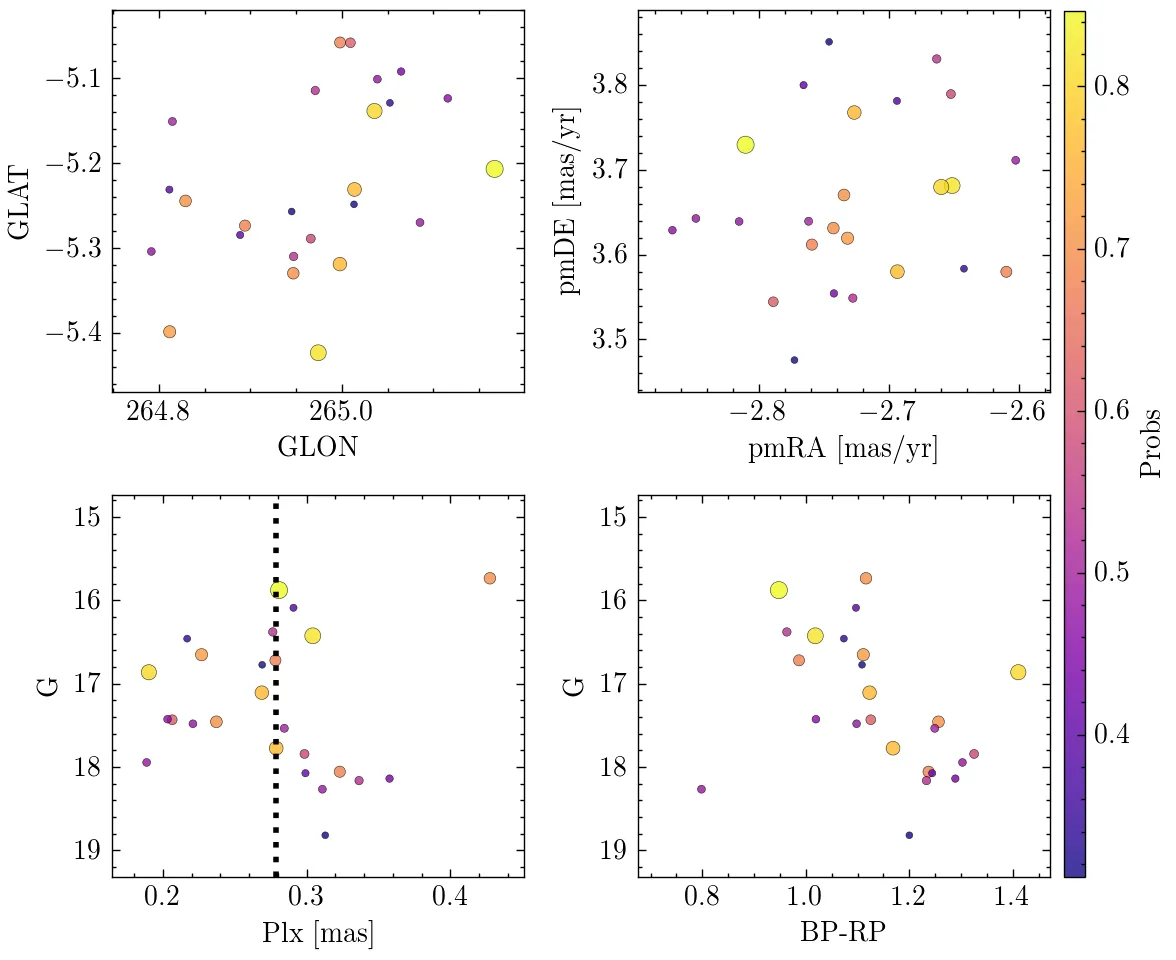 −5.1
−5.2
−5.3
−5.4
GLAT
264.8 265.0
GLON
3.8
3.7
3.6
3.5
pmDE [mas/yr]
−2.8 −2.7 −2.6
pmRA [mas/yr]
15
16
17
18
19
G
0.2 0.3 0.4
Plx [mas]
15
16
17
18
19
G
0.8 1.0 1.2 1.4
BP-RP
0.8
0.7
0.6
0.5
0.4
Probs